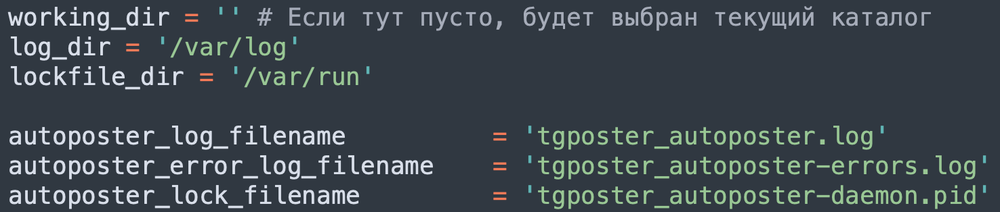 working_dir = '' # Если тут пусто, будет выбран текущий каталог
log_dir = '/var/log'
lockfile_dir = '/var/run'
autoposter_log_filename = 'tgposter_autoposter.log'
autoposter_error_log_filename = 'tgposter_autoposter-errors.log'
autoposter_lock_filename = 'tgposter_autoposter-daemon.pid'